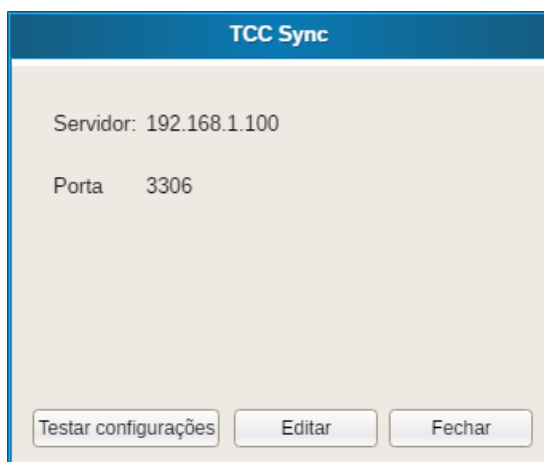 TCC Sync
Servidor: 192.168.1.100
Porta 3306
Testar configurações Editar Fechar